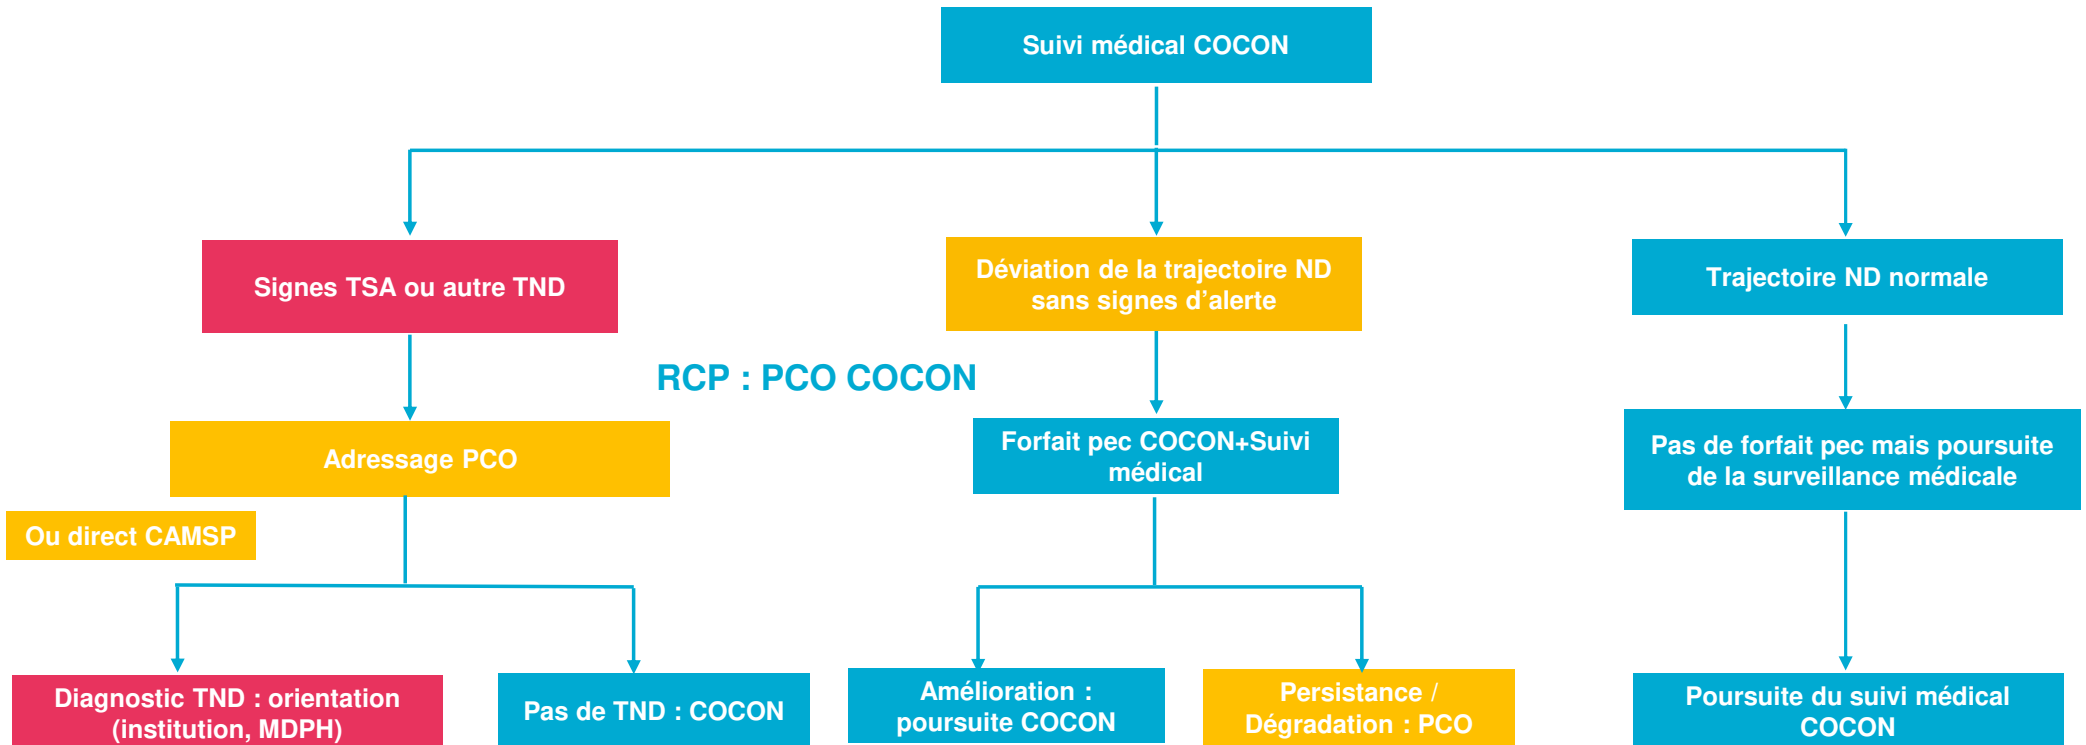 Suivi médical COCON
Signes TSA ou autre TND
Déviation de la trajectoire ND
sans signes d’alerte
Trajectoire ND normale
RCP : PCO COCON
Adressage PCO
Forfait pec COCON+Suivi
médical
Pas de forfait pec mais poursuite
de la surveillance médicale
Ou direct CAMSP
Diagnostic TND : orientation
(institution, MDPH)
Pas de TND : COCON
Amélioration :
poursuite COCON
Persistance /
Dégradation : PCO
Poursuite du suivi médical
COCON